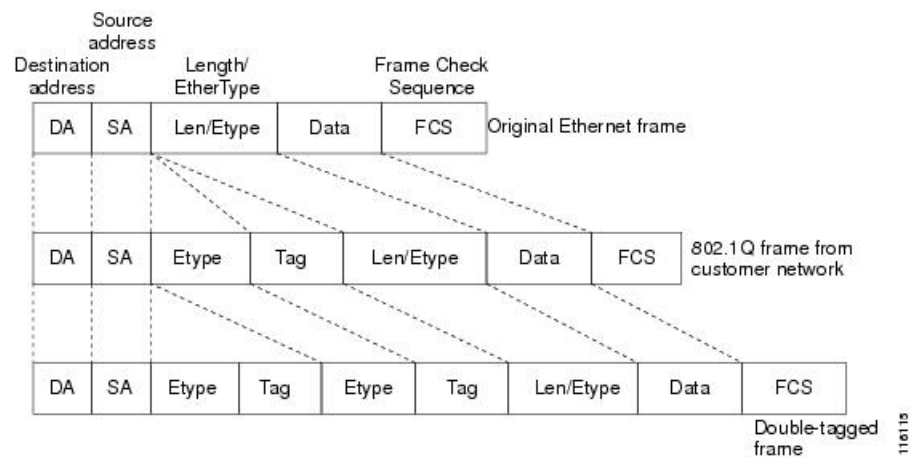 Source
address
Destination
address
Length/
EtherType
Frame Check
Sequence
DA SA Len/Etype Data FCS Original Ethernet frame
DA SA Etype Tag Len/Etype Data FCS 802.1Q frame from
customer network
DA SA Etype Tag Etype Tag Len/Etype Data FCS
Double-tagged
frame
116115